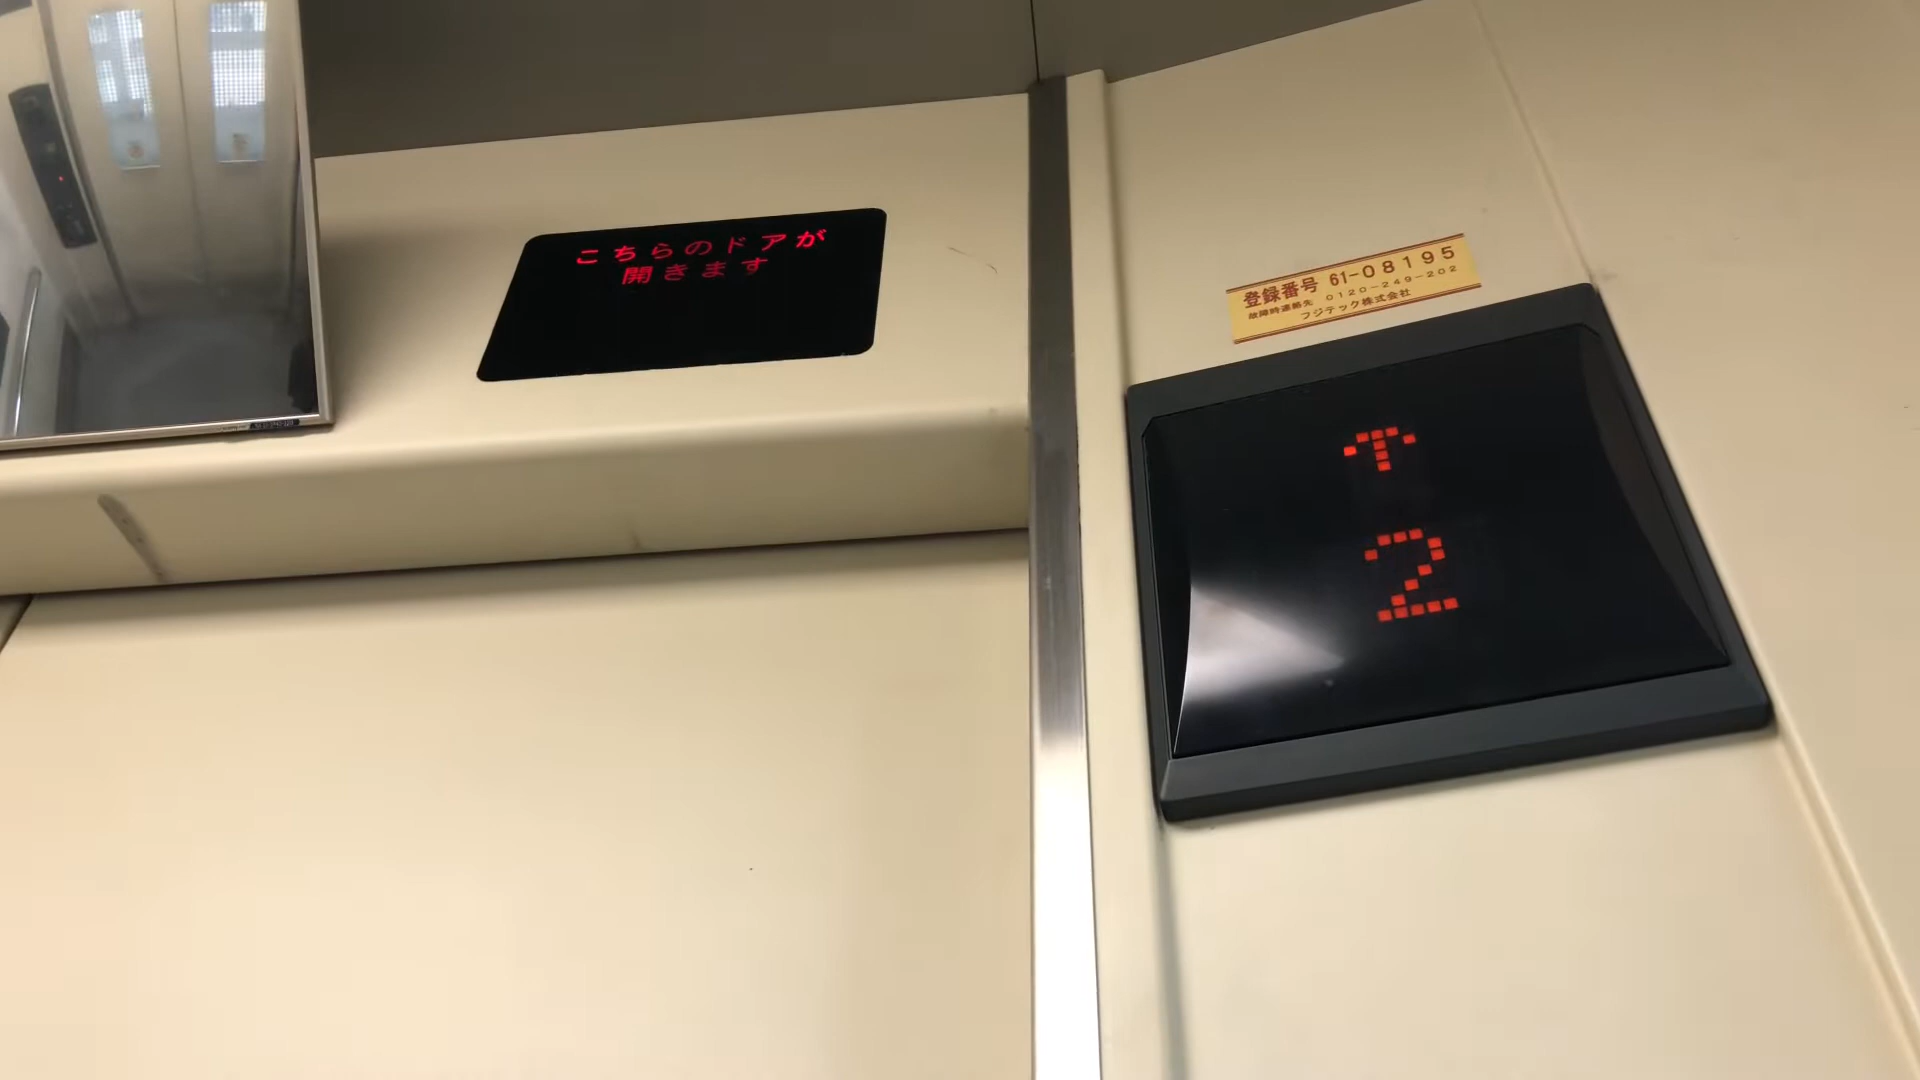 こちらのドアが
開きます
登録番号 61-08195
故障時連絡先 0120-249-202
フジテック株式会社
↑
2